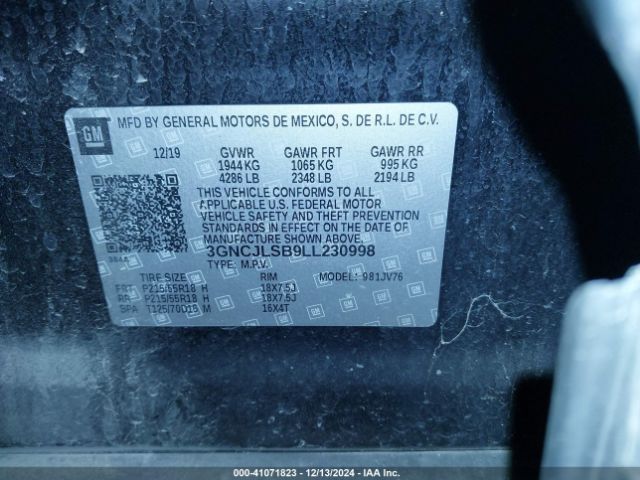 GM MFD BY GENERAL MOTORS DE MEXICO, S. DE R.L. DE C.V.
12/19 GVWR GAWR FRT GAWR RR
1944 KG 1065 KG 995 KG
4286 LB 2348 LB 2194 LB
THIS VEHICLE CONFORMS TO ALL
APPLICABLE U.S. FEDERAL MOTOR
VEHICLE SAFETY AND THEFT PREVENTION
STANDARDS IN EFFECT ON THE DATE OF
MANUFACTURE SHOWN ABOVE.
3GNCJLSB9LL230998
TYPE: M.P.V.
TIRE SIZE RIM MODEL: 981JV76
FRT P215/55R18 H 18X7.5J
RR P215/55R18 H 18X7.5J
SPA T125/70D16 M 16X4T
000-41071823 - 12/13/2024 - IAA Inc.